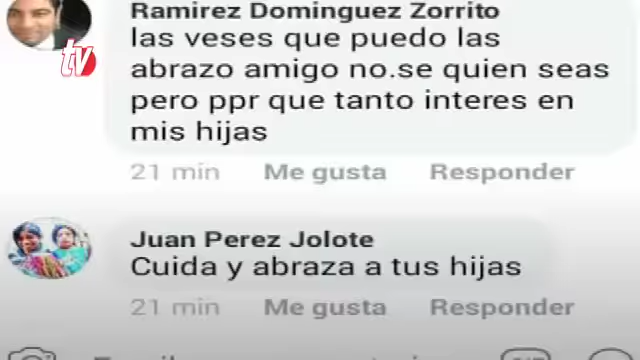 Ramirez Dominguez Zorrito
las veses que puedo las
abrazo amigo no.se quien seas
pero ppr que tanto interes en
mis hijas
tv
21 min Me gusta Responder
Juan Perez Jolote
Cuida y abraza a tus hijas
21 min Me gusta Responder